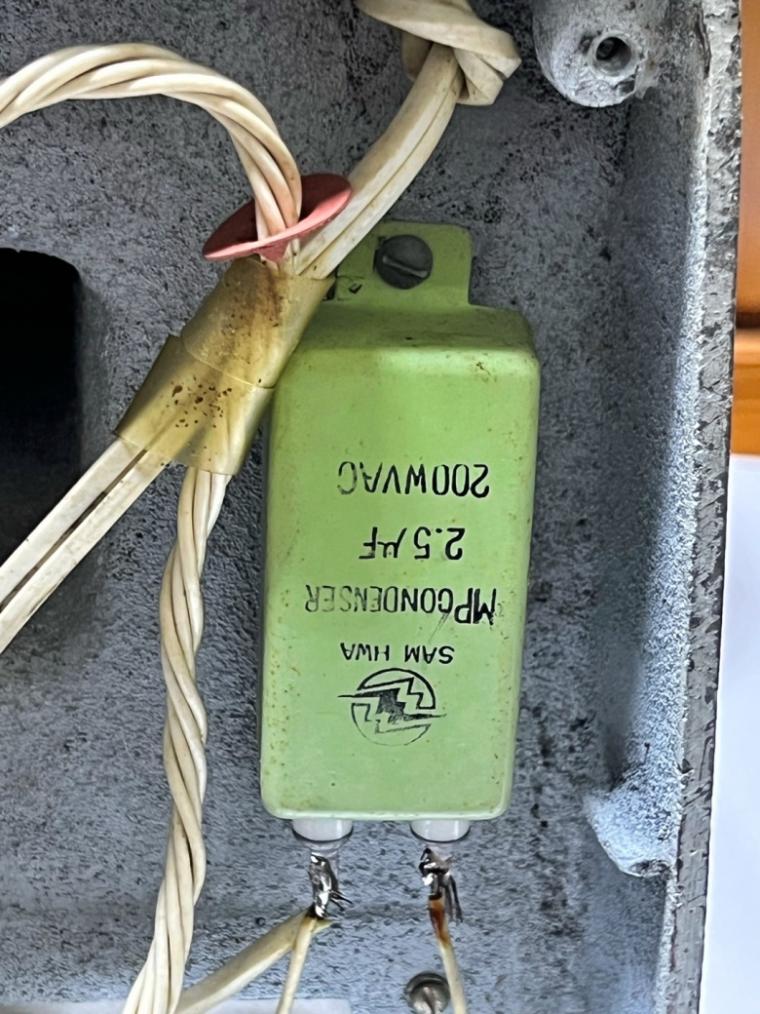 SAM HWA
MP CONDENSER
2.5 μF
200WVAC